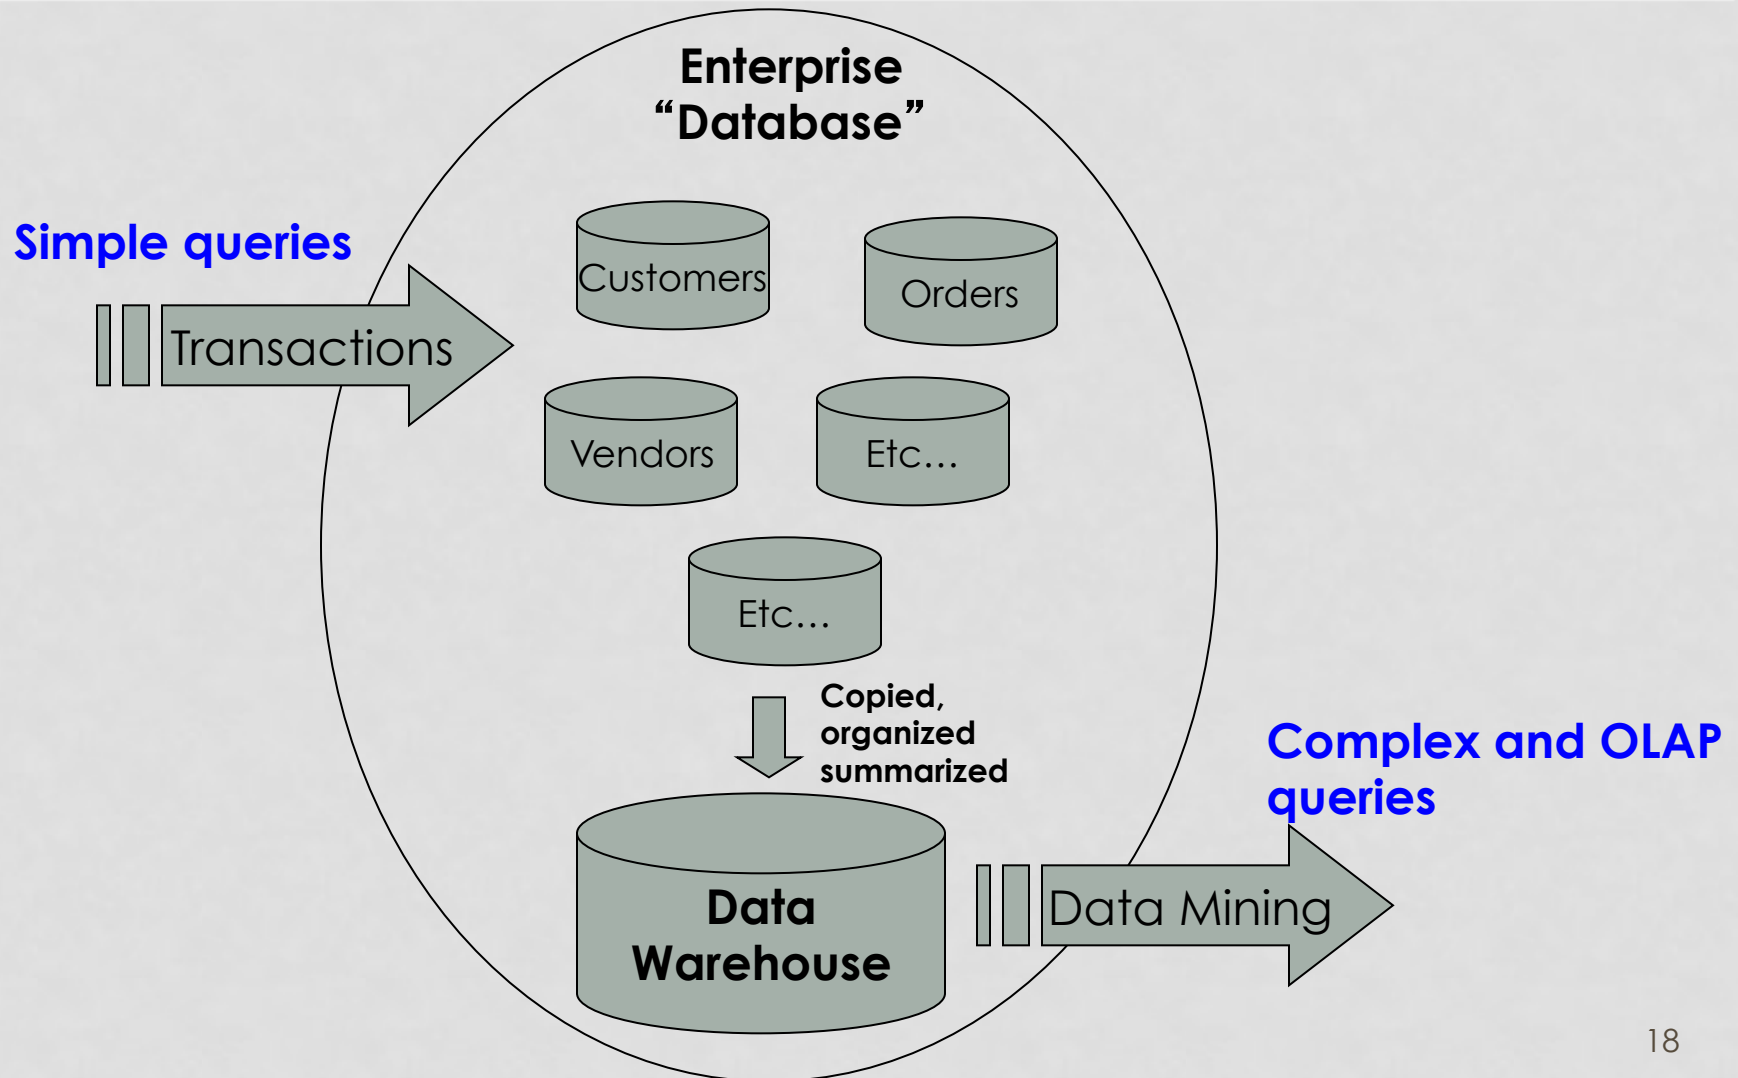 Enterprise
“Database”
Simple queries
Customers
Orders
Transactions
Vendors
Etc…
Etc…
Copied,
organized
summarized
Complex and OLAP
queries
Data
Warehouse
Data Mining
18